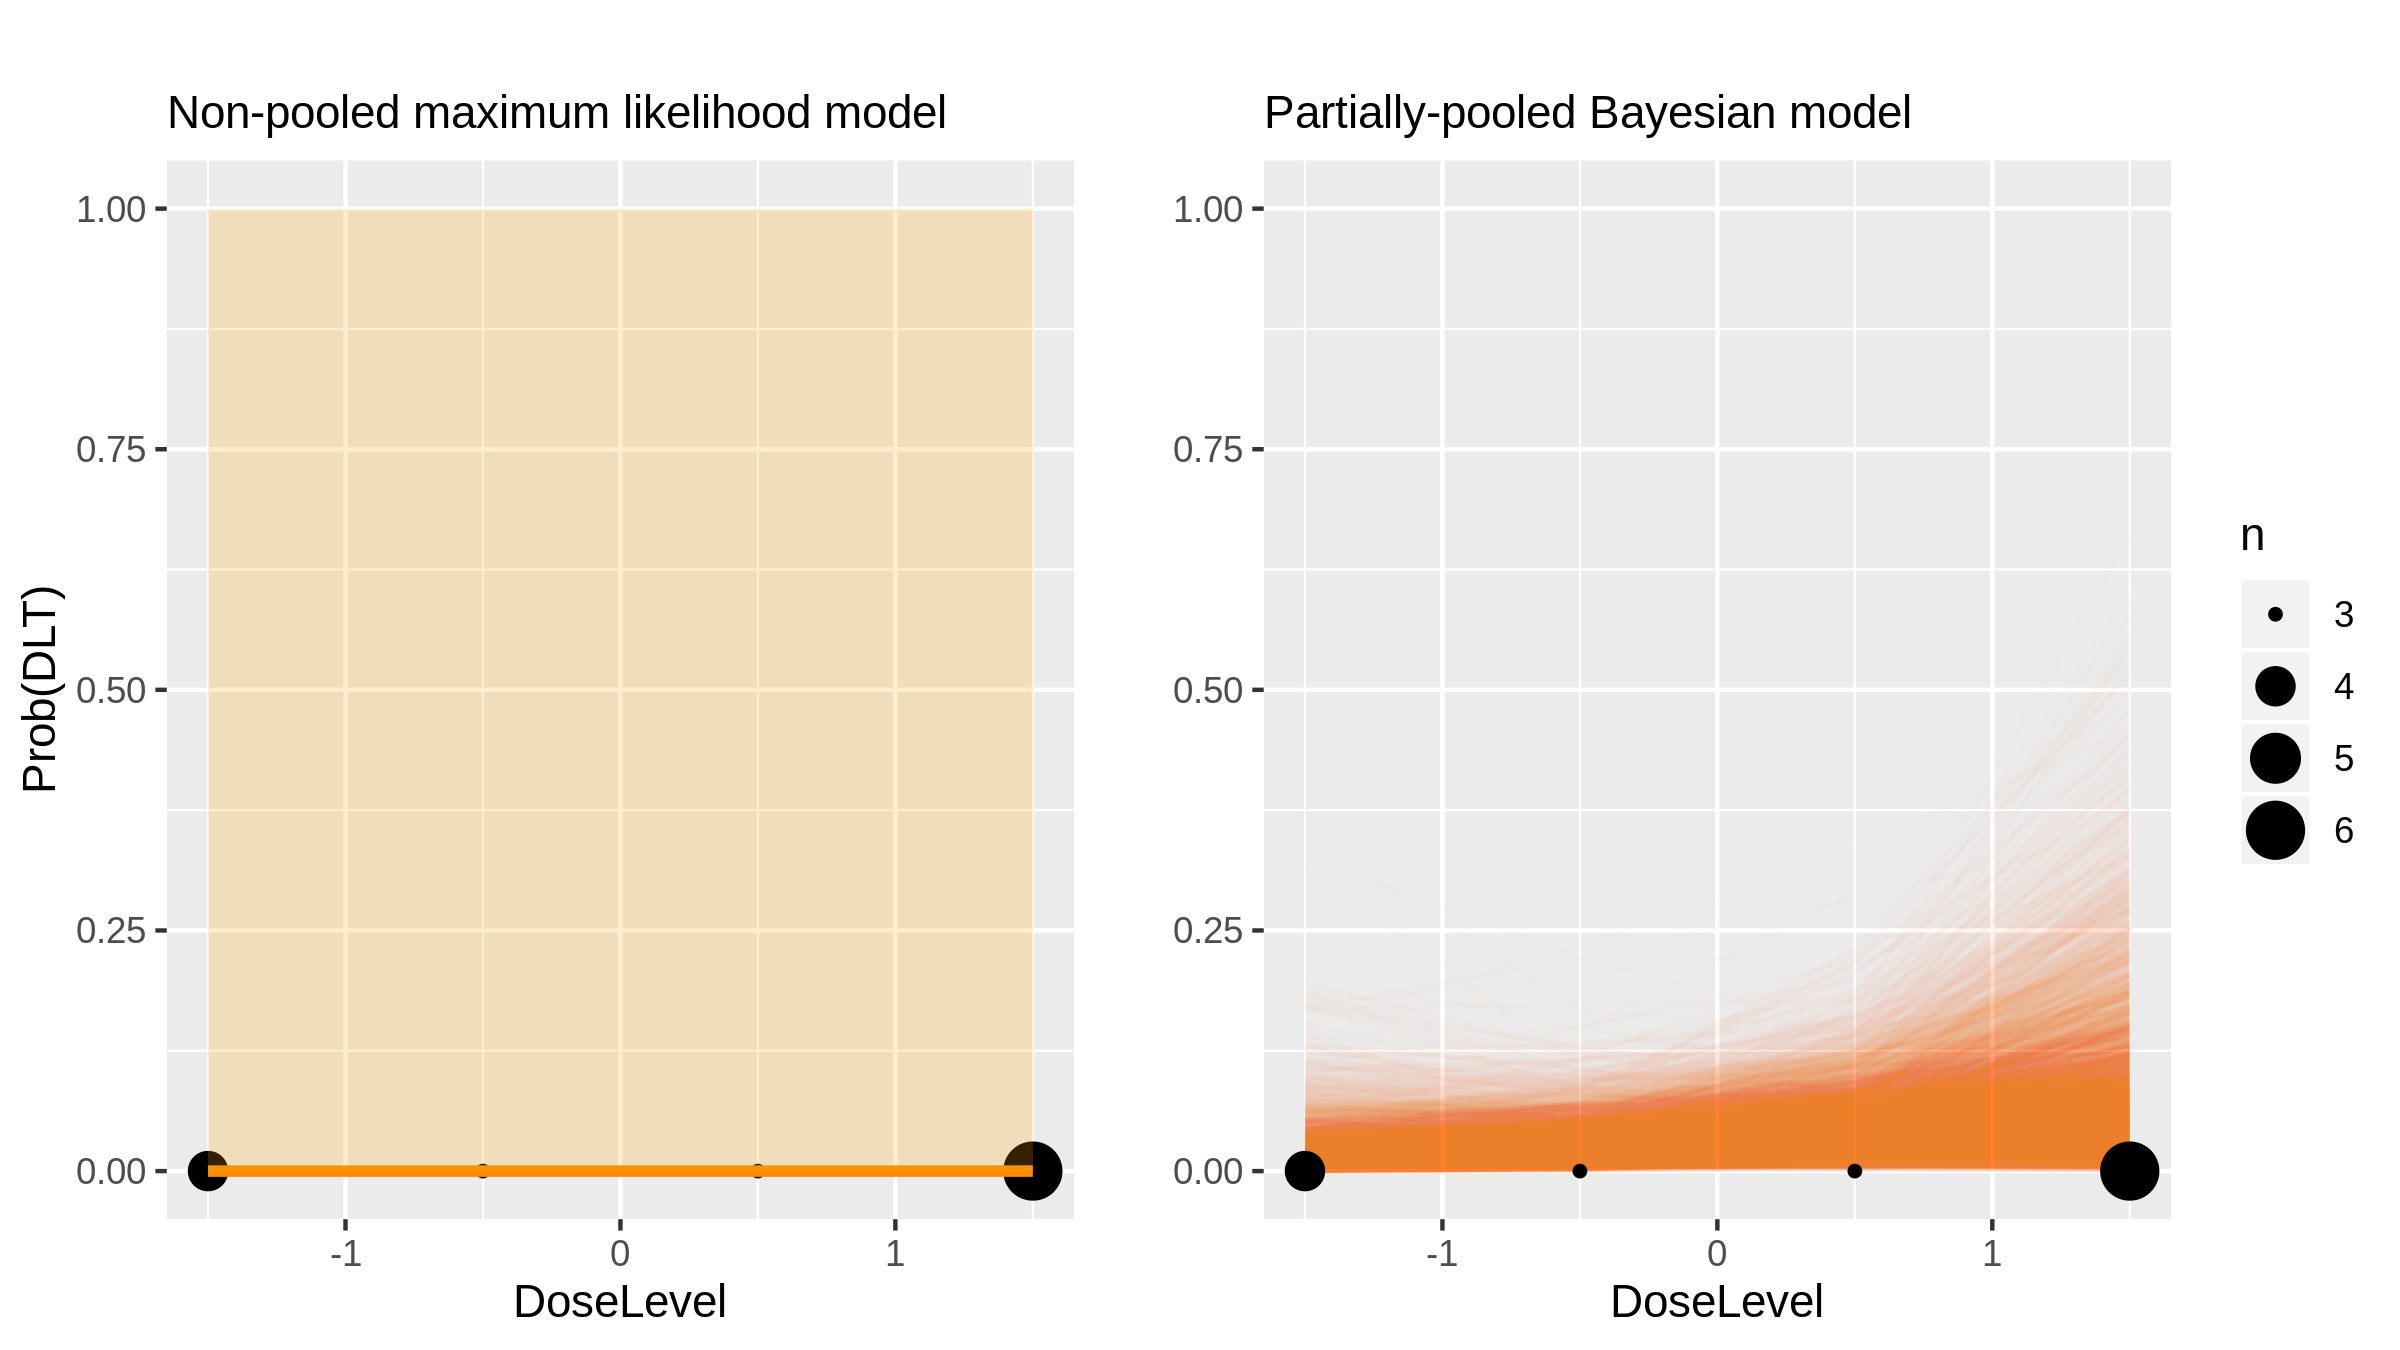 Non-pooled maximum likelihood model
Prob(DLT)
1.00
0.75
0.50
0.25
0.00
-1 0 1
DoseLevel
Partially-pooled Bayesian model
1.00
0.75
0.50
0.25
0.00
-1 0 1
DoseLevel
n
3
4
5
6